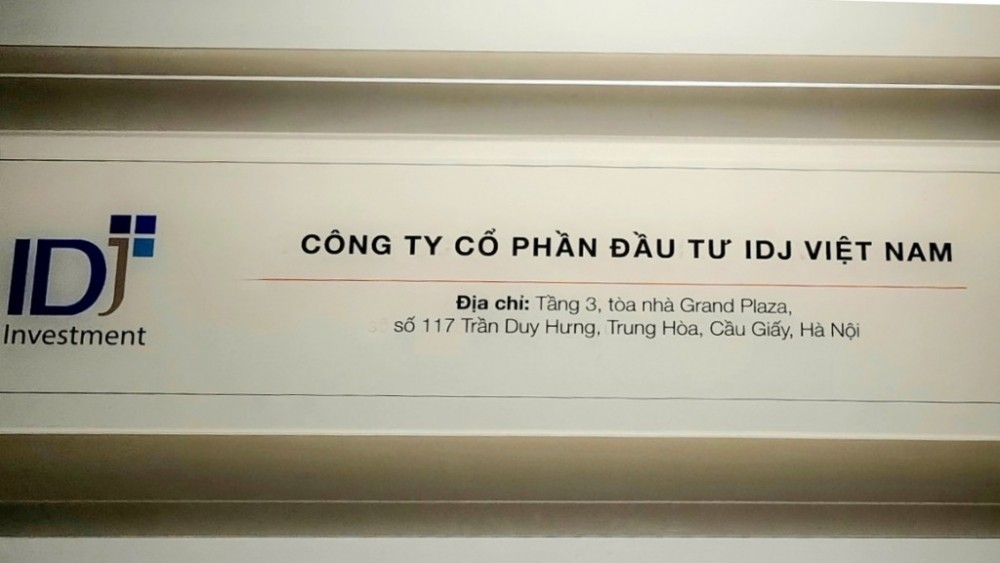 IDJ
Investment
CÔNG TY CỔ PHẦN ĐẦU TƯ IDJ VIỆT NAM
Địa chỉ: Tầng 3, tòa nhà Grand Plaza,
số 117 Trần Duy Hưng, Trung Hòa, Cầu Giấy, Hà Nội